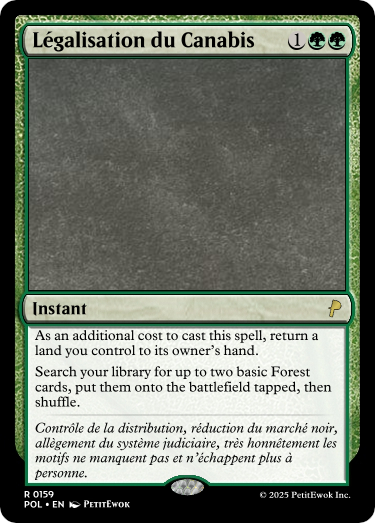 Légalisation du Canabis 1
Instant
As an additional cost to cast this spell, return a
land you control to its owner's hand.
Search your library for up to two basic Forest
cards, put them onto the battlefield tapped, then
shuffle.
Contrôle de la distribution, réduction du marché noir,
allègement du système judiciaire, très honnêtement les
motifs ne manquent pas et n'échappent plus à
personne.
R 0159
POL • EN PetitEwok
© 2025 PetitEwok Inc.